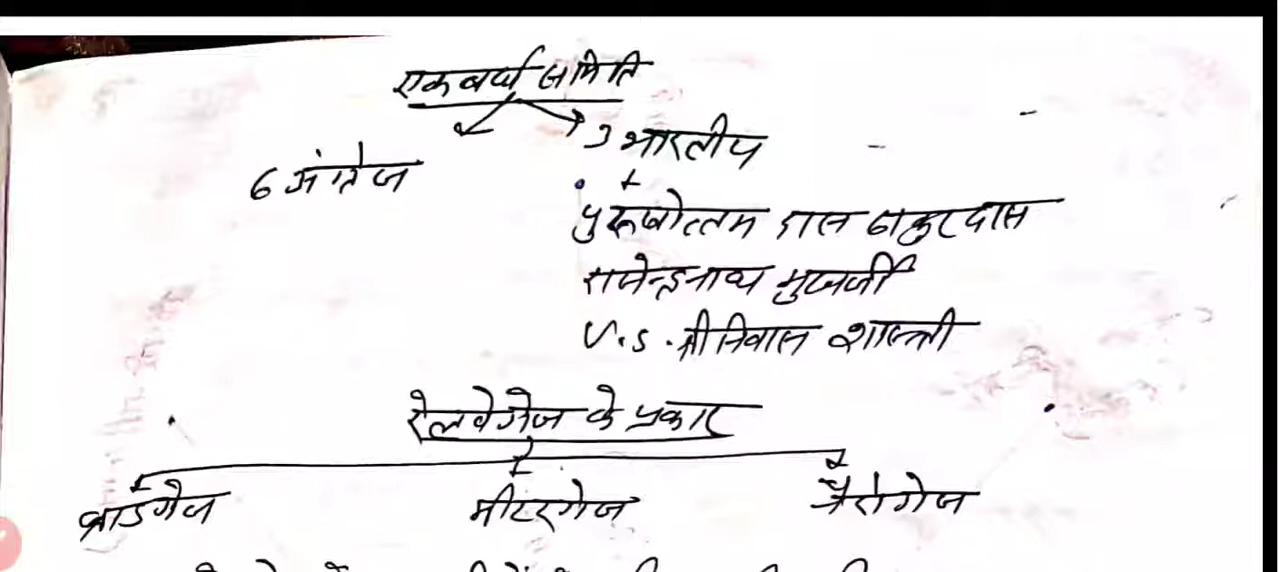 एकवर्थ समिति
6 अंग्रेज
3 भारतीय
पुरूषोत्तम दास ठाकुरदास
राजेन्द्रनाथ मुखर्जी
V.S. श्रीनिवास शास्त्री
रेलवे गेज के प्रकार
ब्राडगेज मीटरगेज नैरोगेज